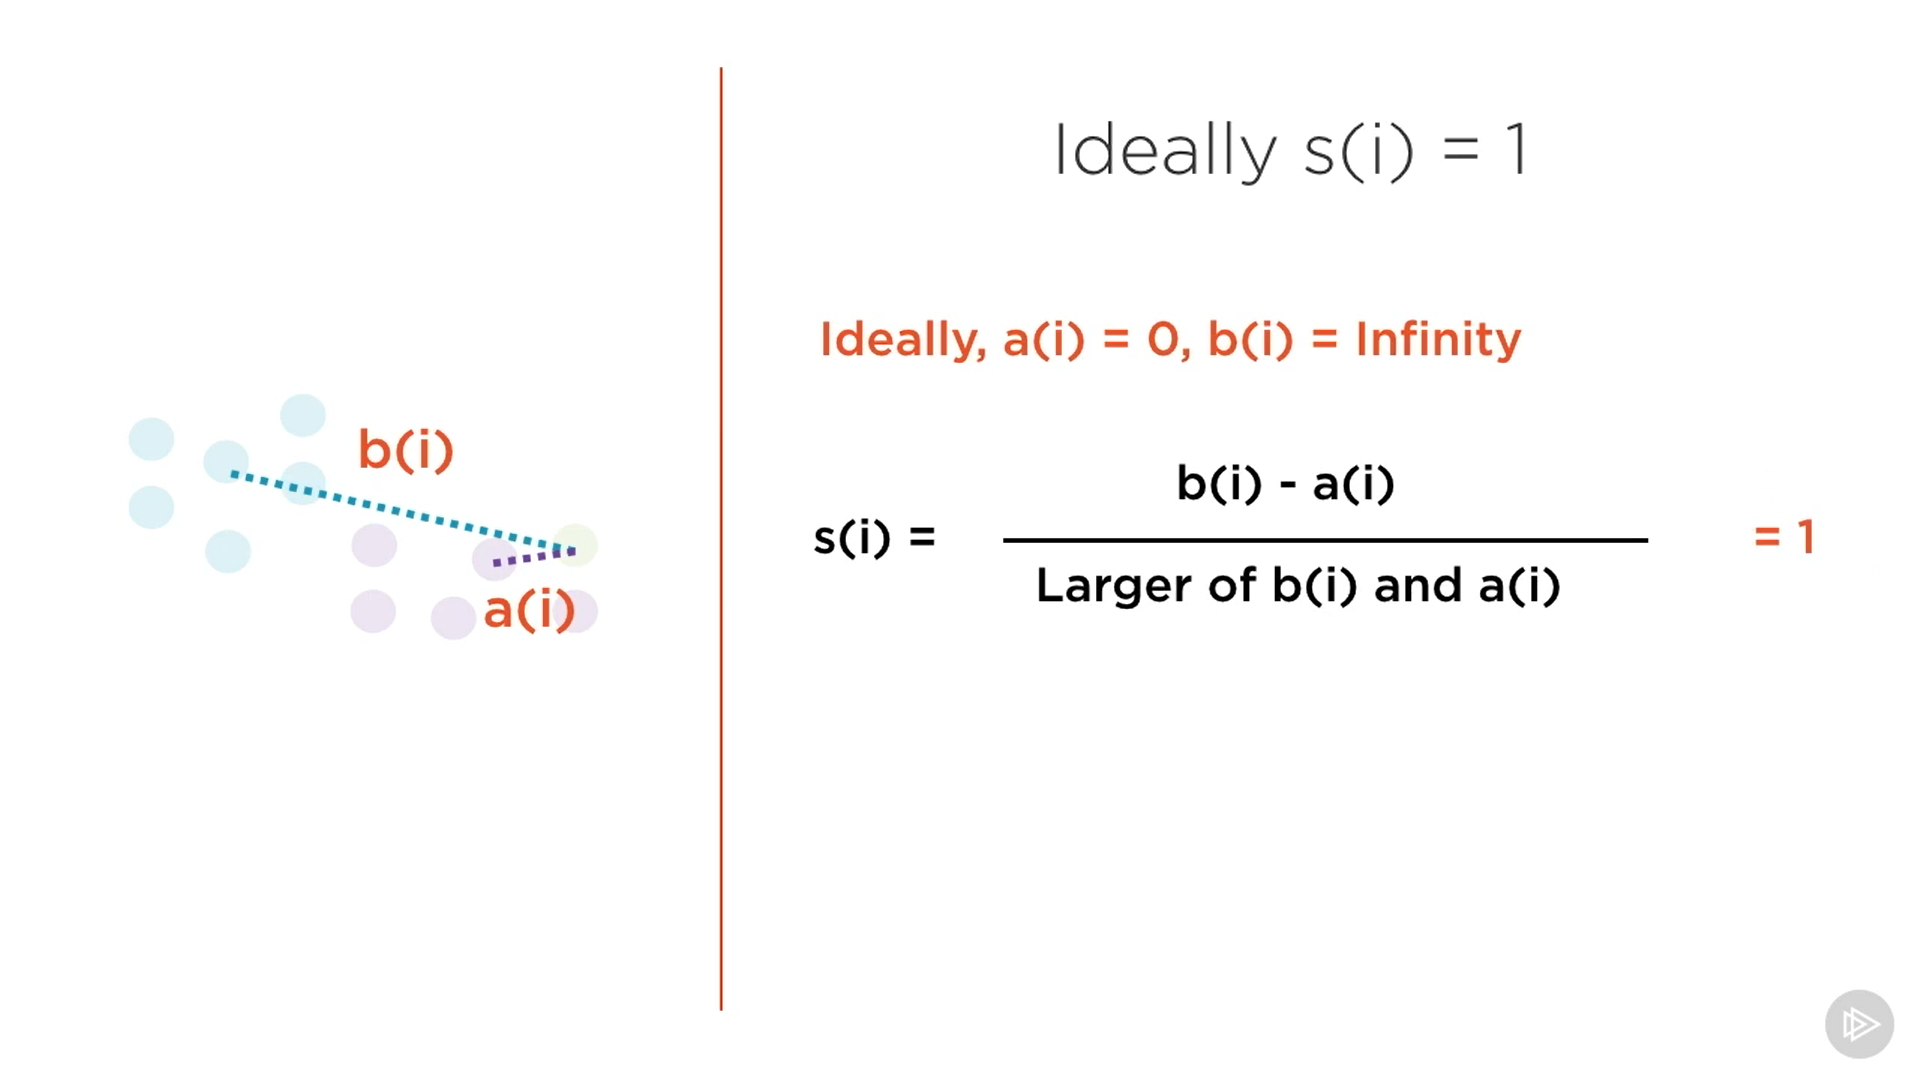 Ideally s(i) = 1
Ideally, a(i) = 0, b(i) = Infinity
b(i)
a(i)
b(i) - a(i)
s(i) =
= 1
Larger of b(i) and a(i)